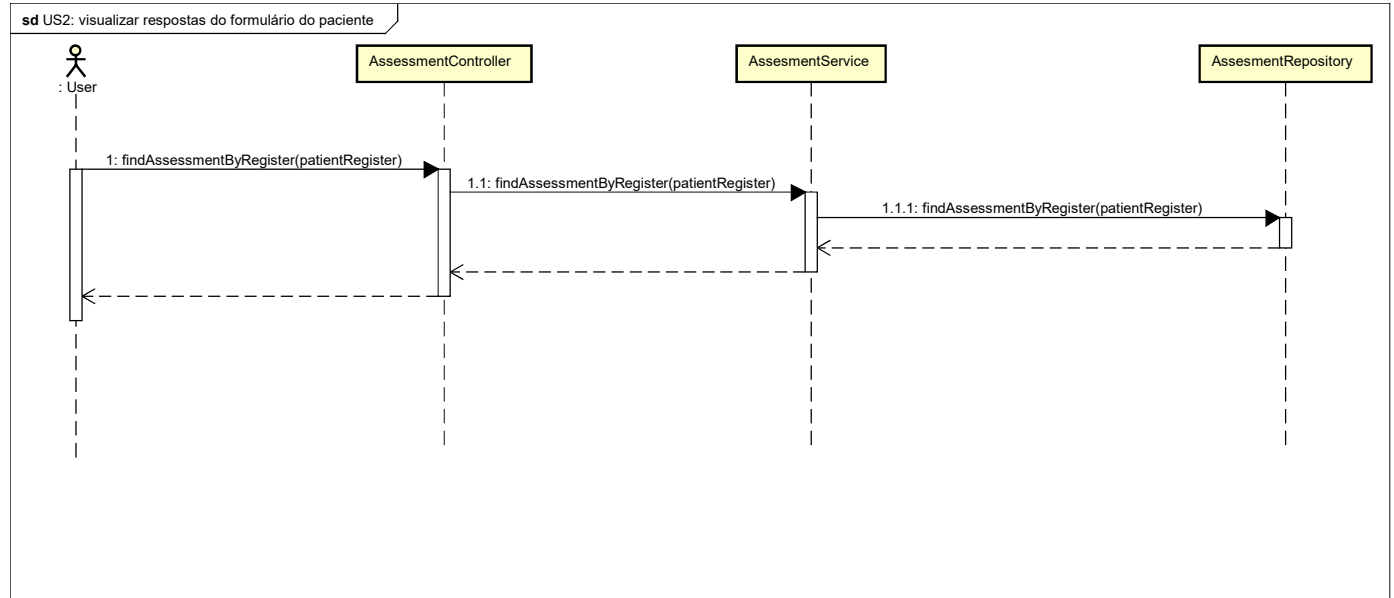 sd US2: visualizar respostas do formulário do paciente
: User
AssessmentController
AssesmentService
AssesmentRepository
1: findAssessmentByRegister(patientRegister)
1.1: findAssessmentByRegister(patientRegister)
1.1.1: findAssessmentByRegister(patientRegister)